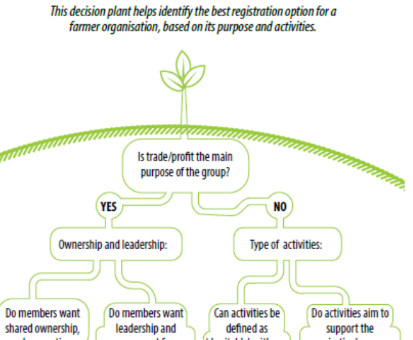 This decision plant helps identify the best registration option for a
farmer organisation, based on its purpose and activities.
Is trade/profit the main
purpose of the group?
YES
NO
Ownership and leadership:
Type of activities:
Do members want
shared ownership,
Do members want
leadership and
Can activities be
defined as
Do activities aim to
support the